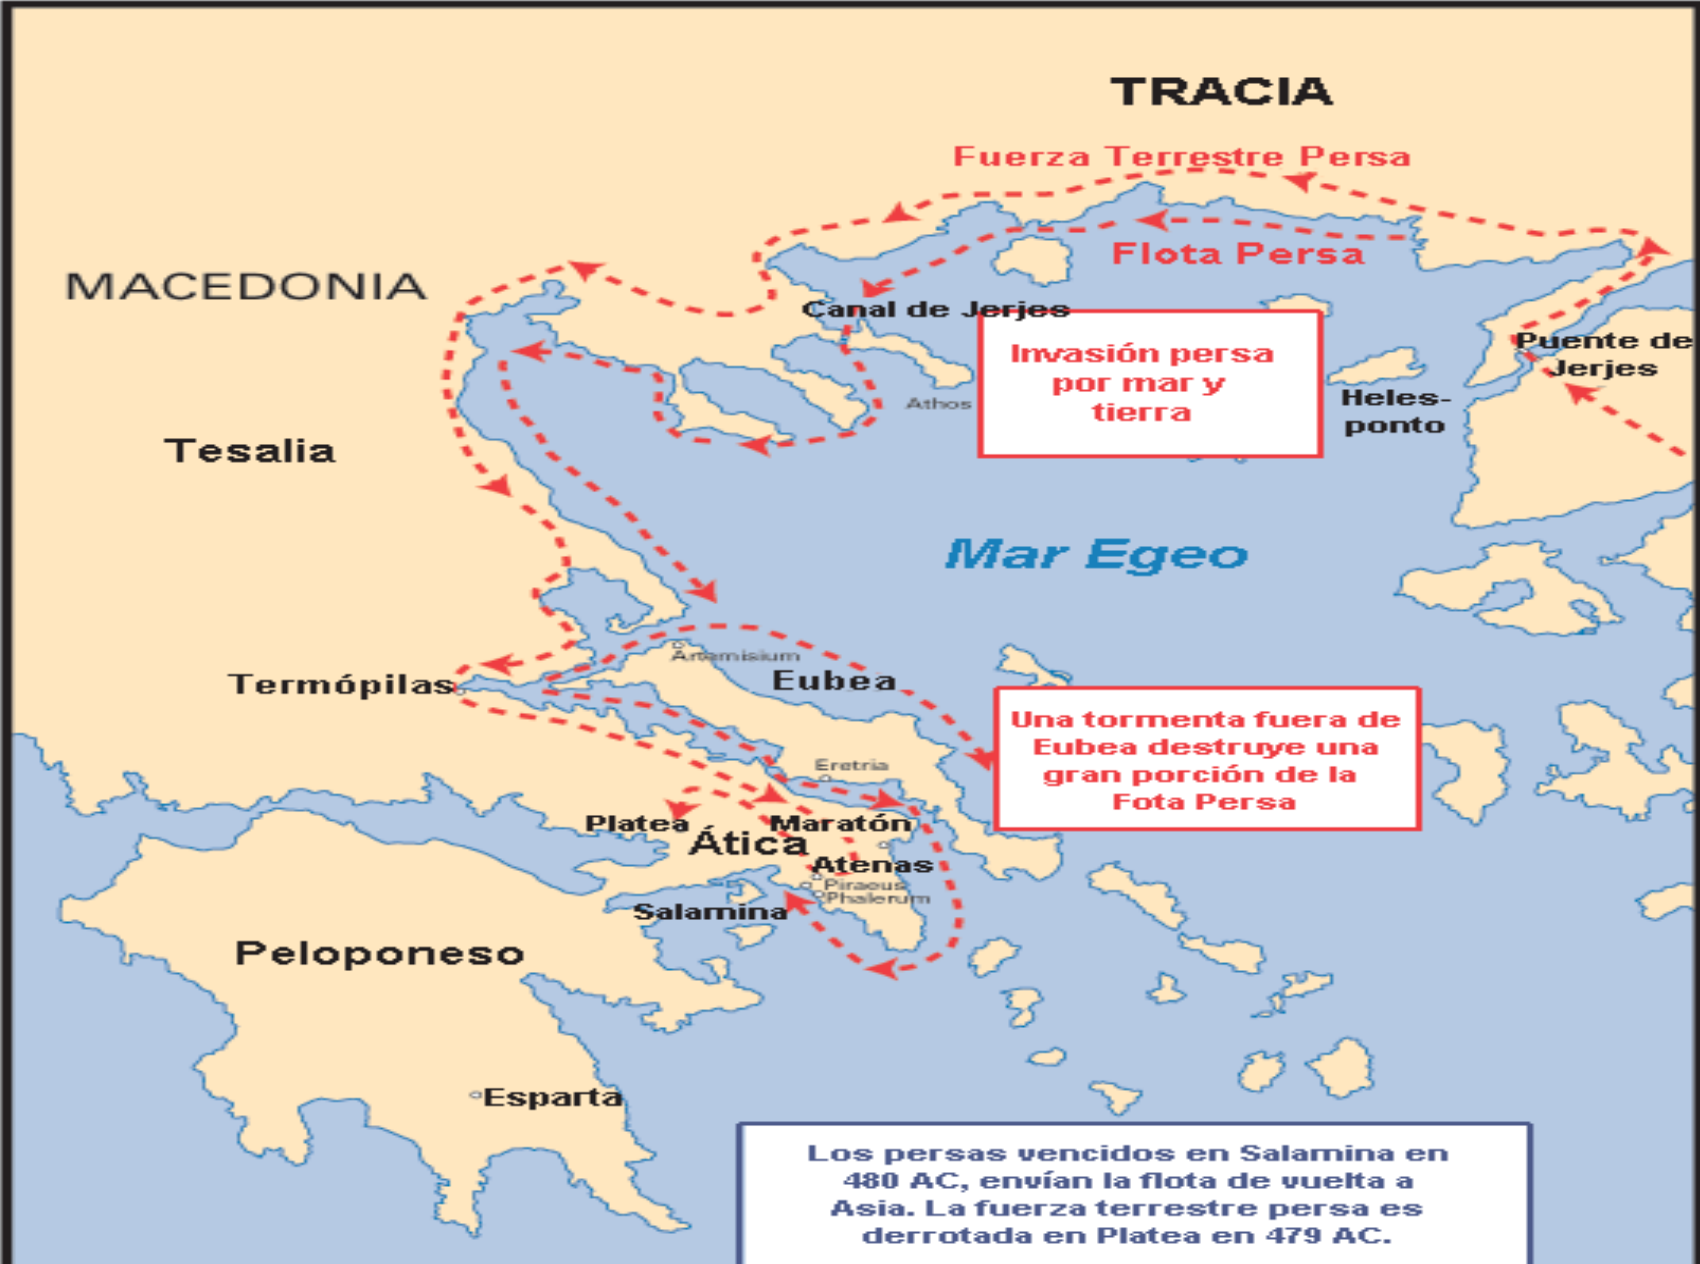 TRACIA
Fuerza Terrestre Persa
Flota Persa
MACEDONIA
Canal de Jerjes
Invasión persa
por mar y
tierra
Puente de
Jerjes
Heles-
ponto
Athos
Tesalia
Mar Egeo
Artemisium
Termópilas
Eubea
Una tormenta fuera de
Eubea destruye una
gran porción de la
Fota Persa
Eretria
Platea
Maratón
Ática
Atenas
Piraeus
Phalerum
Salamina
Peloponeso
Esparta
Los persas vencidos en Salamina en
480 AC, envían la flota de vuelta a
Asia. La fuerza terrestre persa es
derrotada en Platea en 479 AC.